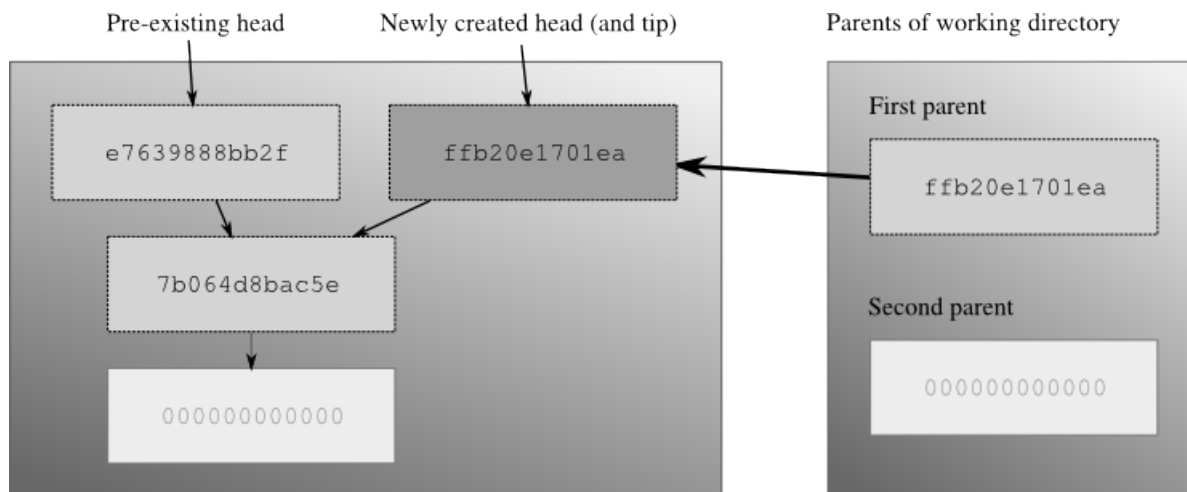 Pre-existing head
Newly created head (and tip)
Parents of working directory
First parent
e7639888bb2f
ffb20e1701ea
ffb20e1701ea
7b064d8bac5e
Second parent
000000000000
000000000000